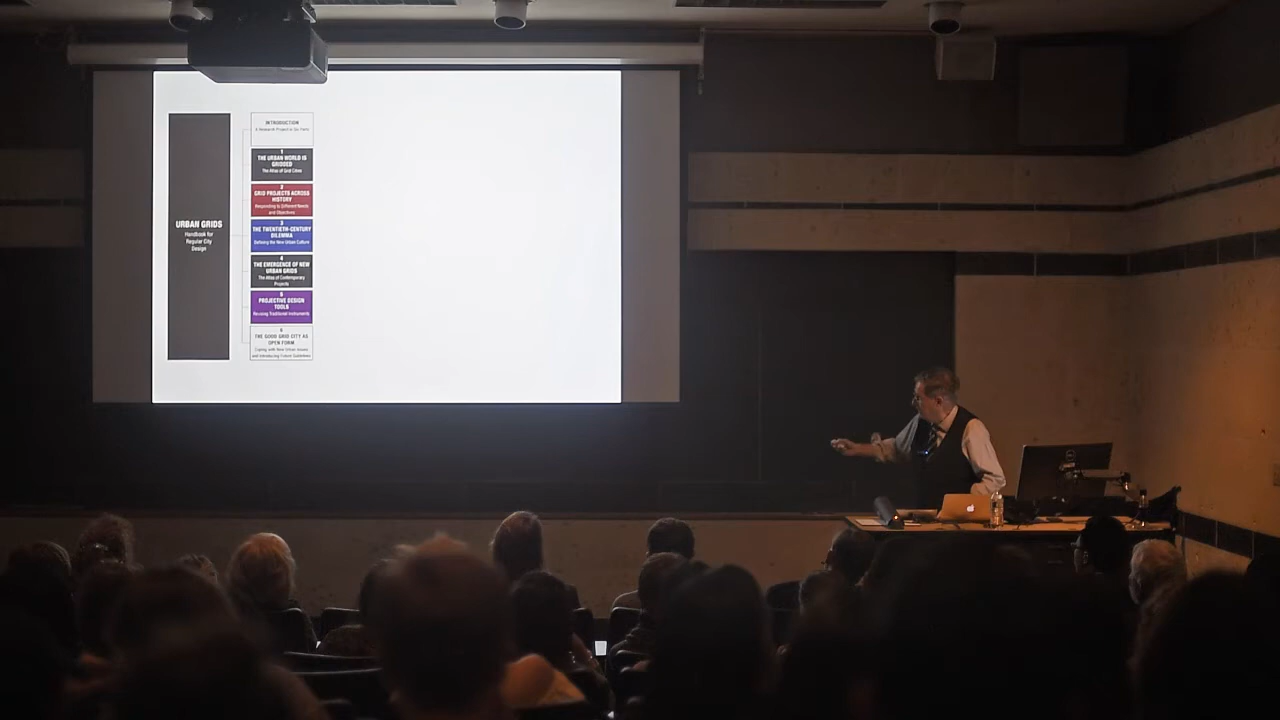 URBAN GRIDS
Handbook for
Regular City
Design
INTRODUCTION
A Research Project in Six Parts
1
THE URBAN WORLD IS
GRIDDED
The Atlas of Grid Cities
2
GRID PROJECTS ACROSS
HISTORY
Responding to Different Needs
and Objectives
3
THE TWENTIETH-CENTURY
DILEMMA
Defining the New Urban Culture
4
THE EMERGENCE OF NEW
URBAN GRIDS
The Atlas of Contemporary
Projects
5
PROJECTIVE DESIGN
TOOLS
Reusing Traditional Instruments
6
THE GOOD GRID CITY AS
OPEN FORM
Coping with New Urban Issues
and Introducing Future Guidelines